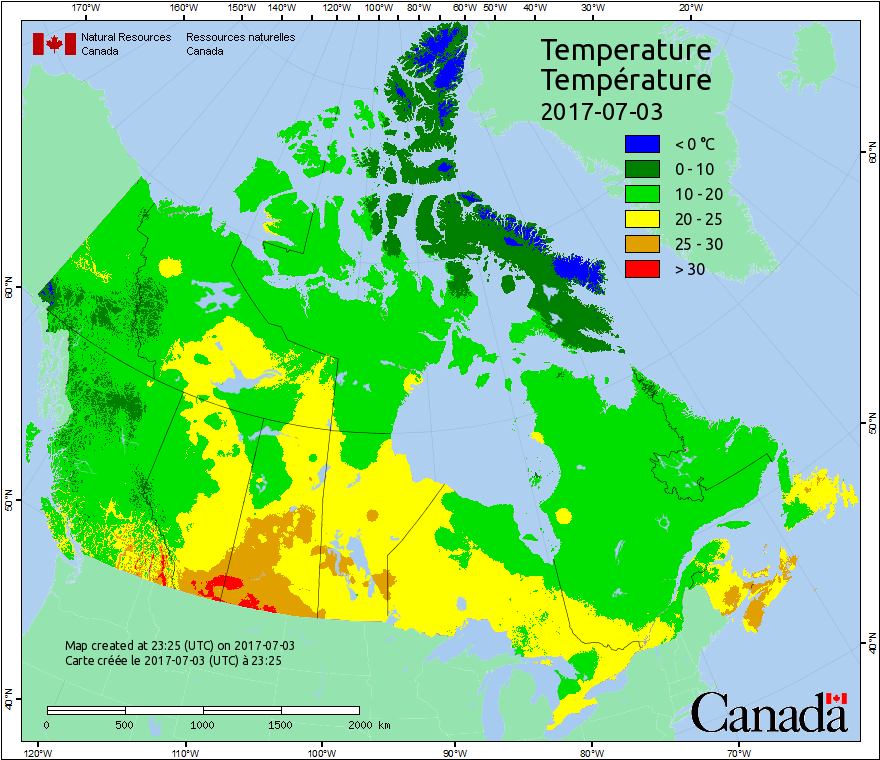 170°W 160°W 150°W 140°W 130°W 120°W 110°W 100°W 80°W 60°W 50°W 40°W 30°W 20°W
Natural Resources Ressources naturelles
Canada Canada
Temperature
Température
2017-07-03
< 0 °C
0 - 10
10 - 20
20 - 25
25 - 30
> 30
60°N
60°N
50°N
50°N
40°N
40°N
Map created at 23:25 (UTC) on 2017-07-03
Carte créée le 2017-07-03 (UTC) à 23:25
0 500 1000 1500 2000 km
Canada
120°W 110°W 100°W 90°W 80°W 70°W